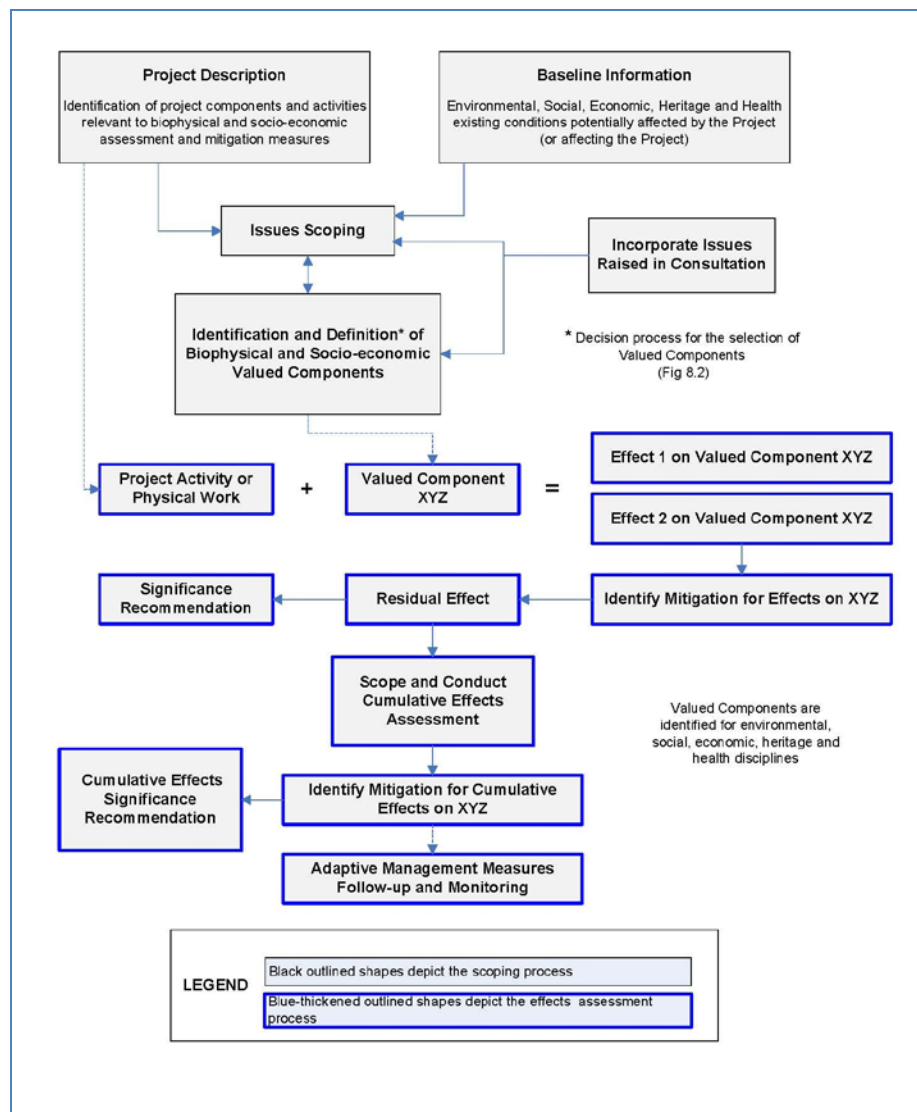 Project Description
Identification of project components and activities
relevant to biophysical and socio-economic
assessment and mitigation measures
Baseline Information
Environmental, Social, Economic, Heritage and Health
existing conditions potentially affected by the Project
(or affecting the Project)
Issues Scoping
Incorporate Issues
Raised in Consultation
Identification and Definition* of
Biophysical and Socio-economic
Valued Components
* Decision process for the selection of
Valued Components
(Fig 8.2)
Project Activity or
Physical Work
+
Valued Component
XYZ
=
Effect 1 on Valued Component XYZ
Effect 2 on Valued Component XYZ
Significance
Recommendation
Residual Effect
Identify Mitigation for Effects on XYZ
Scope and Conduct
Cumulative Effects
Assessment
Valued Components are
identified for environmental,
social, economic, heritage and
health disciplines
Cumulative Effects
Significance
Recommendation
Identify Mitigation for Cumulative
Effects on XYZ
Adaptive Management Measures
Follow-up and Monitoring
LEGEND
Black outlined shapes depict the scoping process
Blue-thickened outlined shapes depict the effects assessment
process